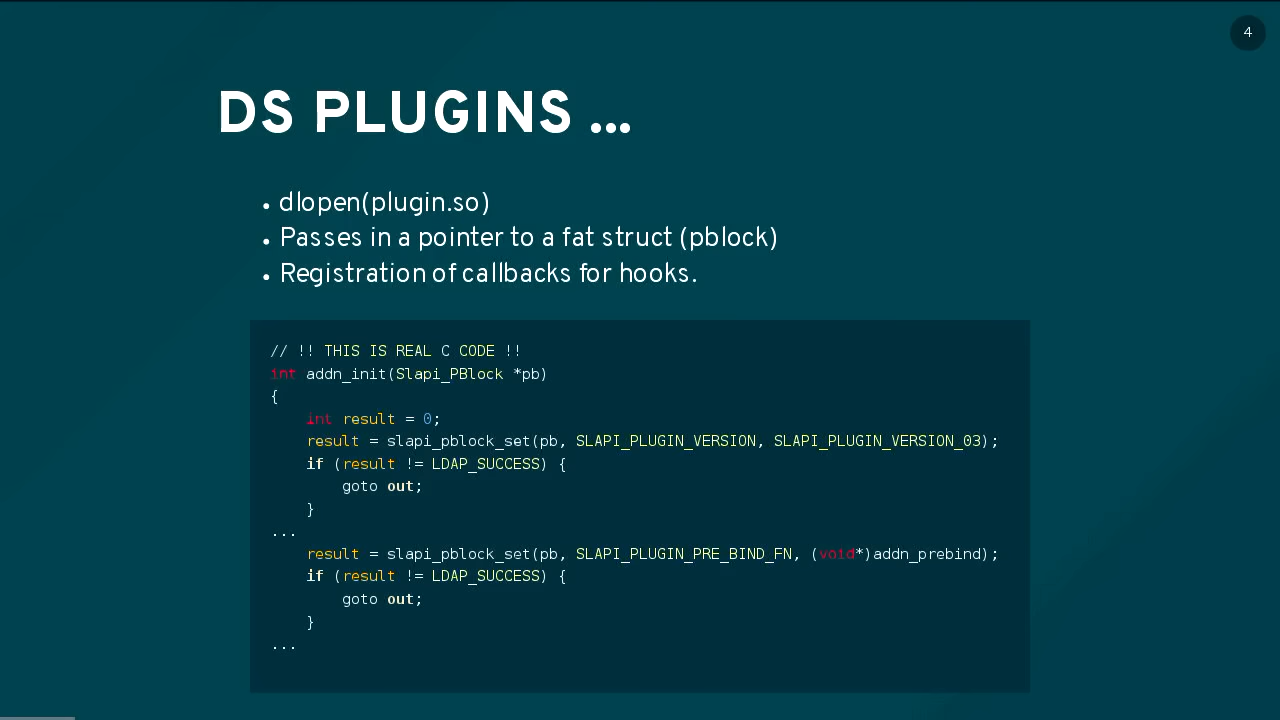 4
DS PLUGINS ...
• dlopen(plugin.so)
• Passes in a pointer to a fat struct (pblock)
• Registration of callbacks for hooks.
// !! THIS IS REAL C CODE !!
int addn_init(Slapi_PBlock *pb)
{
    int result = 0;
    result = slapi_pblock_set(pb, SLAPI_PLUGIN_VERSION, SLAPI_PLUGIN_VERSION_03);
    if (result != LDAP_SUCCESS) {
        goto out;
    }
...
    result = slapi_pblock_set(pb, SLAPI_PLUGIN_PRE_BIND_FN, (void*)addn_prebind);
    if (result != LDAP_SUCCESS) {
        goto out;
    }
...